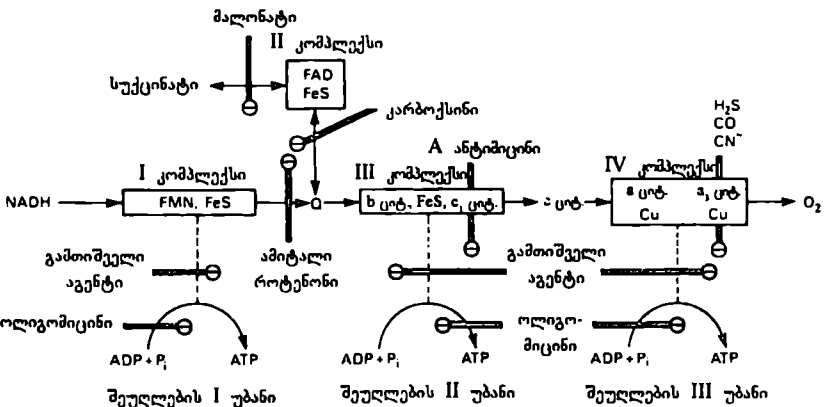 მალონატი
II კომპლექსი
სუქცინატი
FAD
FeS
კარბოქსინი
H₂S
CO
CN⁻
A ანტიმიცინი
I კომპლექსი
III კომპლექსი
IV კომპლექსი
NADH
FMN, FeS
Q
b ციტ., FeS, c₁ ციტ.
c ციტ.
a ციტ.
Cu
a₃ ციტ.
Cu
O₂
გამთიშველი
აგენტი
ამიტალი
როტენონი
გამთიშველი
აგენტი
ოლიგომიცინი
ოლიგო-
მიცინი
ADP + Pᵢ
ATP
ADP + Pᵢ
ATP
ADP + Pᵢ
ATP
შეუღლების I უბანი
შეუღლების II უბანი
შეუღლების III უბანი